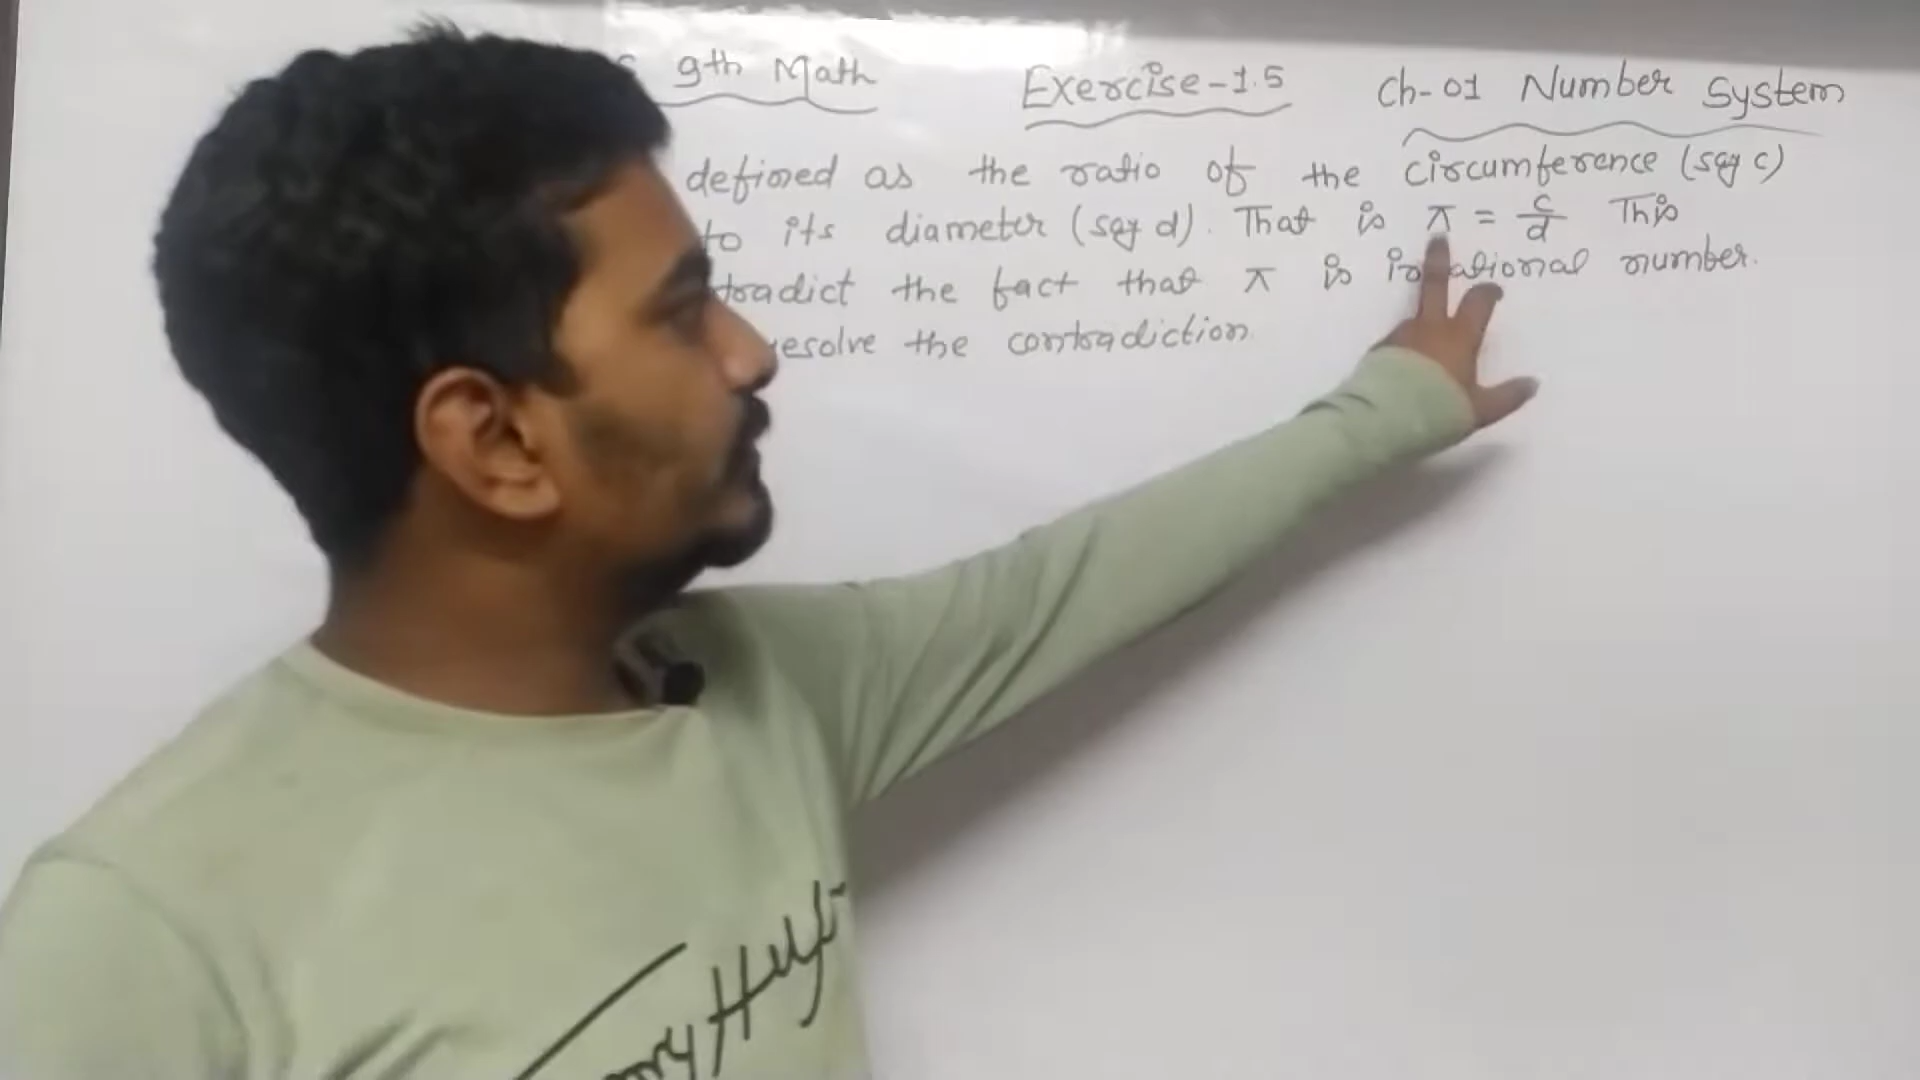 9th Math Exercise-1.5 Ch-01 Number System
defined as the ratio of the circumference (say c)
to its diameter (say d). That is π = c/d This
tradict the fact that π is irrational number.
resolve the contradiction.